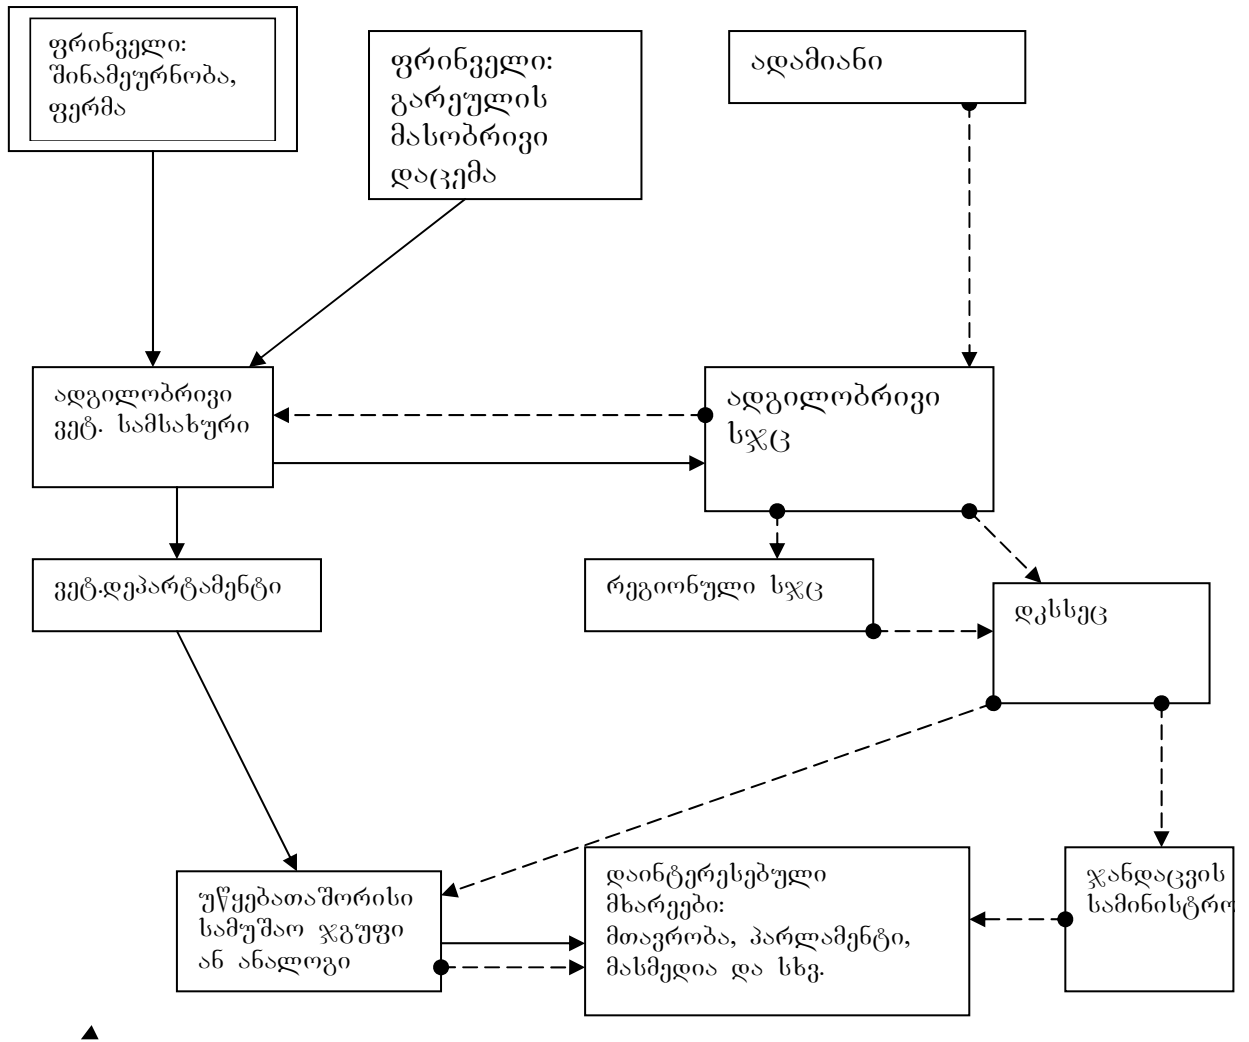 ფრინველი:
შინამეურნობა,
ფერმა
ფრინველი:
გარეულის
მასობრივი
დაცემა
ადამიანი
ადგილობრივი
ვეტ. სამსახური
ადგილობრივი
სჯც
ვეტ.დეპარტამენტი
რეგიონული სჯც
დკსსეც
უწყებათაშორისი
სამუშაო ჯგუფი
ან ანალოგი
დაინტერესებული
მხარეები:
მთავრობა, პარლამენტი,
მასმედია და სხვ.
ჯანდაცვის
სამინისტრო